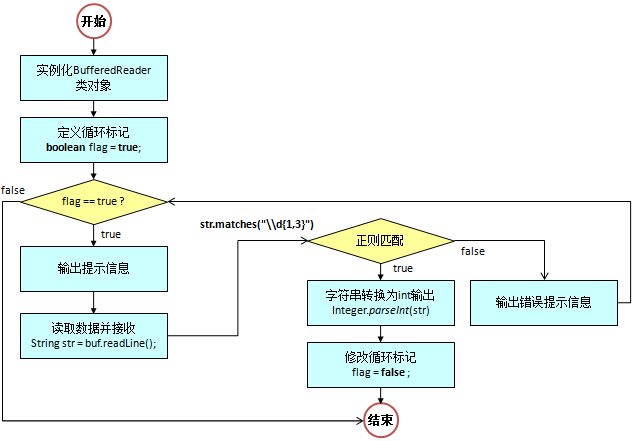 开始
实例化BufferedReader
类对象
定义循环标记
boolean flag = true;
false
flag == true ?
true
输出提示信息
读取数据并接收
String str = buf.readLine();
str.matches("\\d{1,3}")
正则匹配
false
true
字符串转换为int输出
Integer.parseInt(str)
输出错误提示信息
修改循环标记
flag = false ;
结束